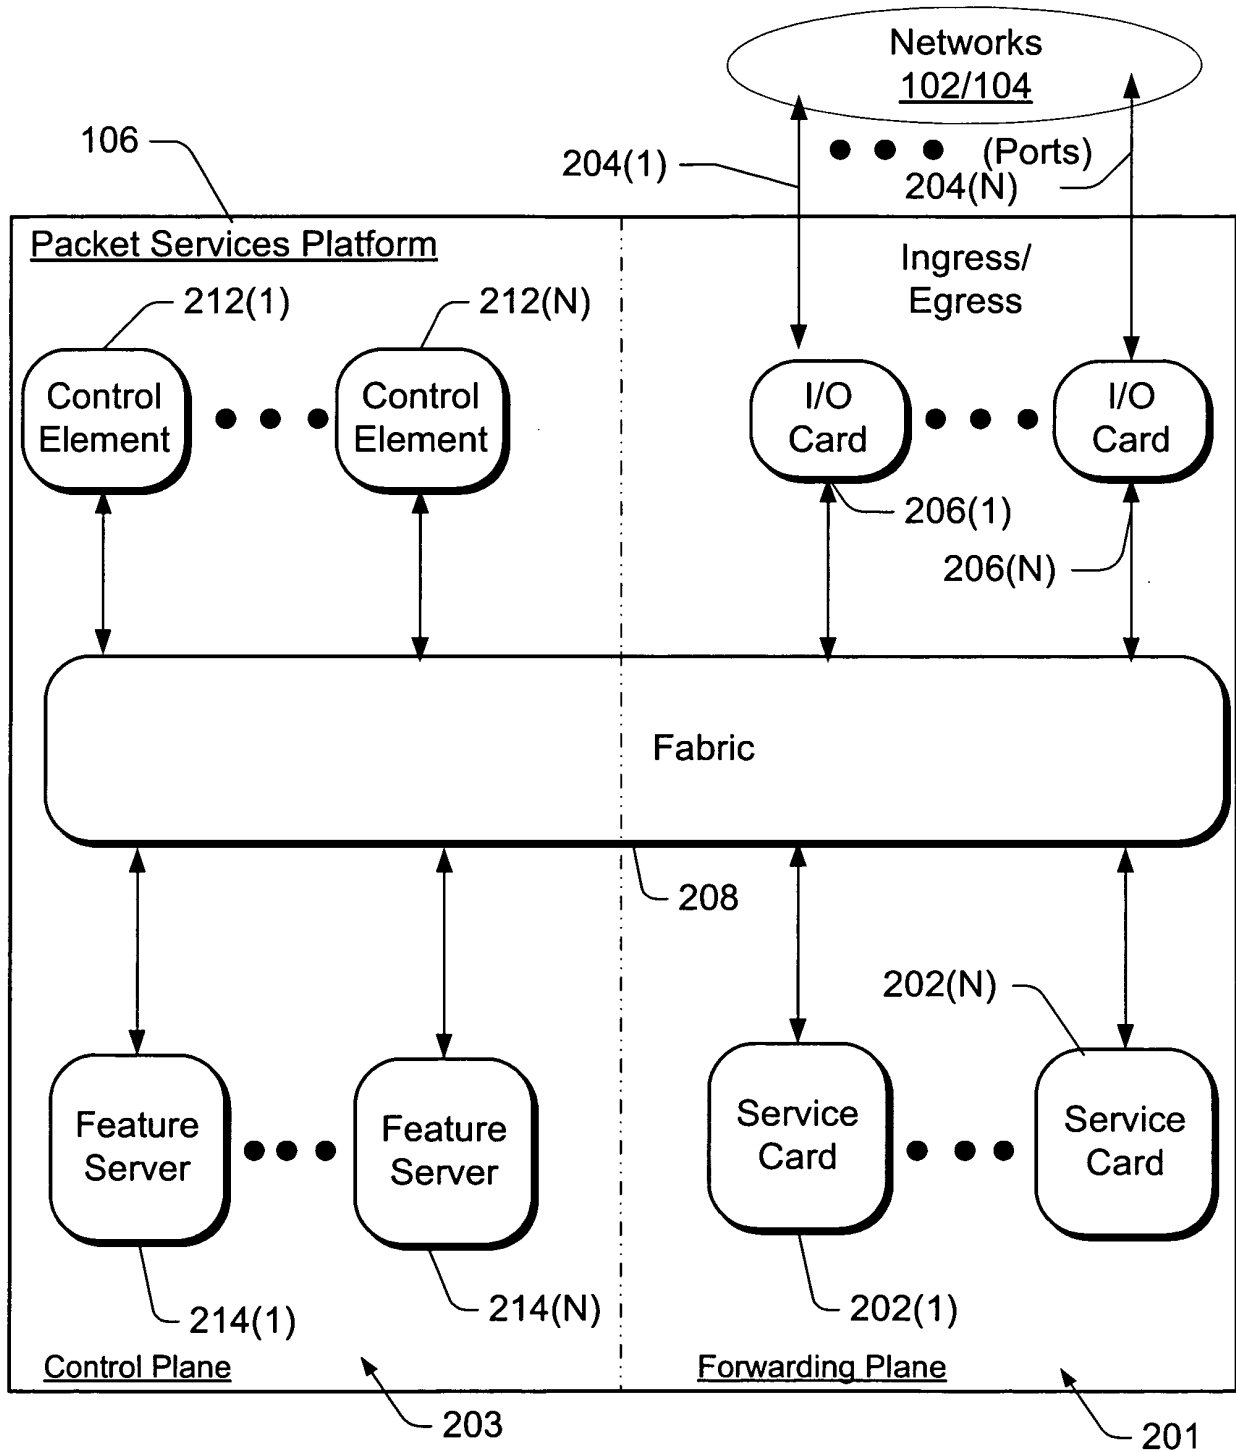 Networks
102/104
106
204(1)
(Ports)
204(N)
Packet Services Platform
Ingress/
Egress
212(1)
212(N)
Control
Element
Control
Element
I/O
Card
I/O
Card
206(1)
206(N)
Fabric
208
202(N)
Feature
Server
Feature
Server
Service
Card
Service
Card
214(1)
214(N)
202(1)
Control Plane
Forwarding Plane
203
201